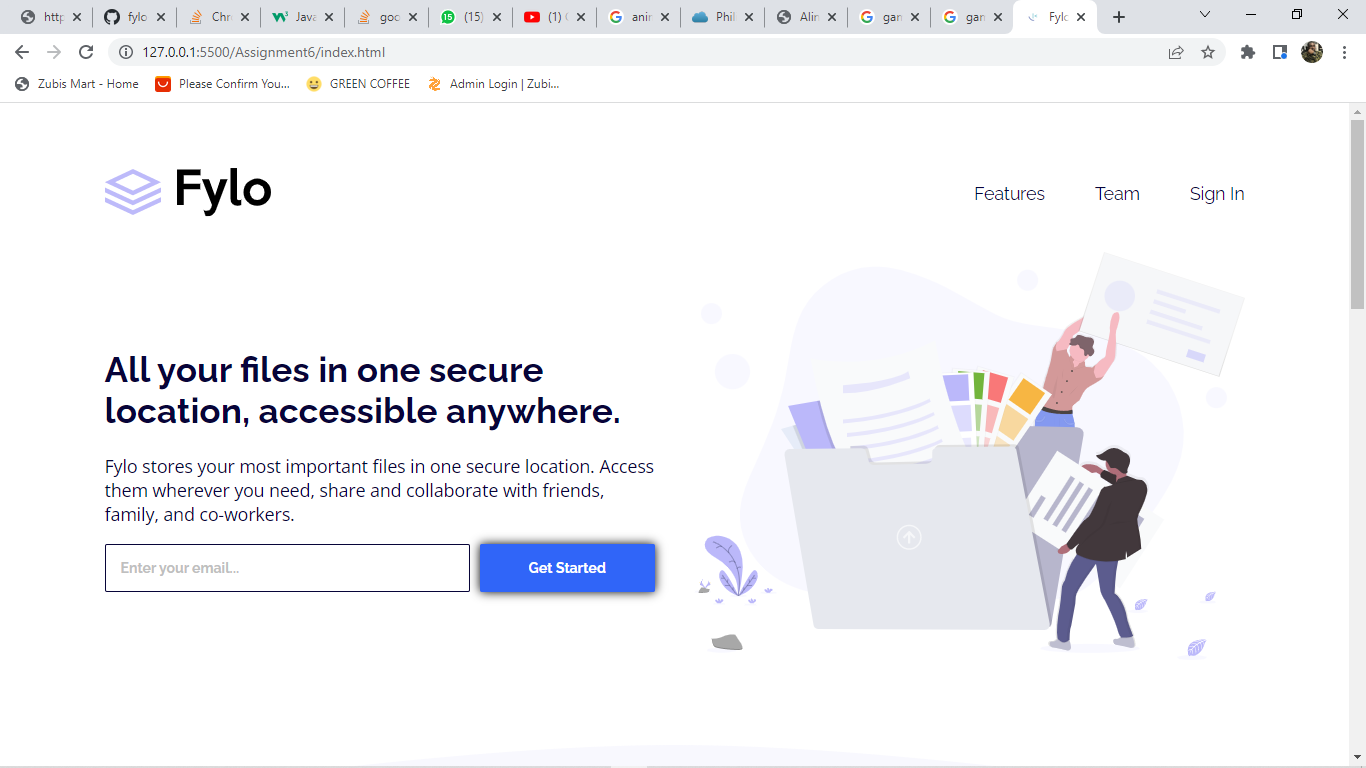 http
fylo
Chr
Java
goo
(15)
(1) (
anir
Phil
Alin
gar
gar
Fylo
127.0.0.1:5500/Assignment6/index.html
Zubis Mart - Home
Please Confirm You...
GREEN COFFEE
Admin Login | Zubi...
Fylo
Features
Team
Sign In
All your files in one secure
location, accessible anywhere.
Fylo stores your most important files in one secure location. Access
them wherever you need, share and collaborate with friends,
family, and co-workers.
Enter your email...
Get Started